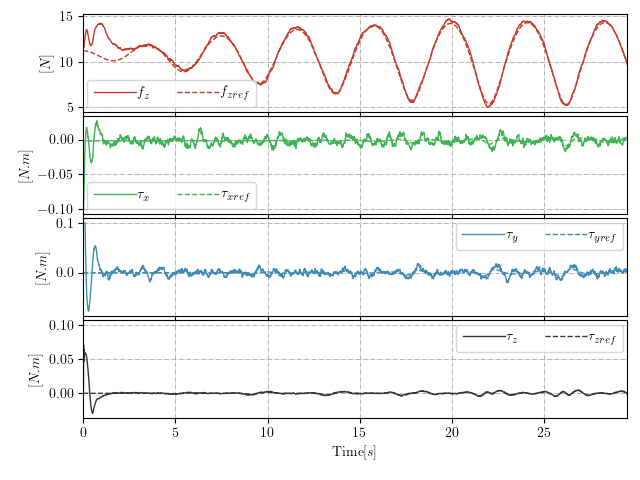 15
10
5
[N]
f_z f_zref
0.00
−0.05
−0.10
[N.m]
τ_x τ_xref
0.1
0.0
[N.m]
τ_y τ_yref
0.10
0.05
0.00
[N.m]
τ_z τ_zref
0 5 10 15 20 25
Time[s]